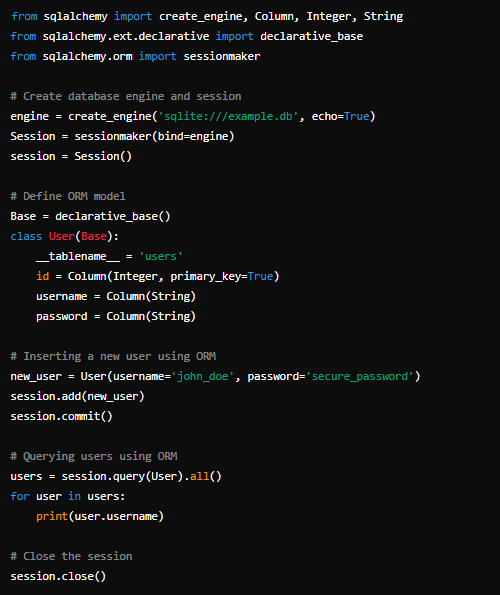 from sqlalchemy import create_engine, Column, Integer, String
from sqlalchemy.ext.declarative import declarative_base
from sqlalchemy.orm import sessionmaker

# Create database engine and session
engine = create_engine('sqlite:///example.db', echo=True)
Session = sessionmaker(bind=engine)
session = Session()

# Define ORM model
Base = declarative_base()
class User(Base):
    __tablename__ = 'users'
    id = Column(Integer, primary_key=True)
    username = Column(String)
    password = Column(String)

# Inserting a new user using ORM
new_user = User(username='john_doe', password='secure_password')
session.add(new_user)
session.commit()

# Querying users using ORM
users = session.query(User).all()
for user in users:
    print(user.username)

# Close the session
session.close()